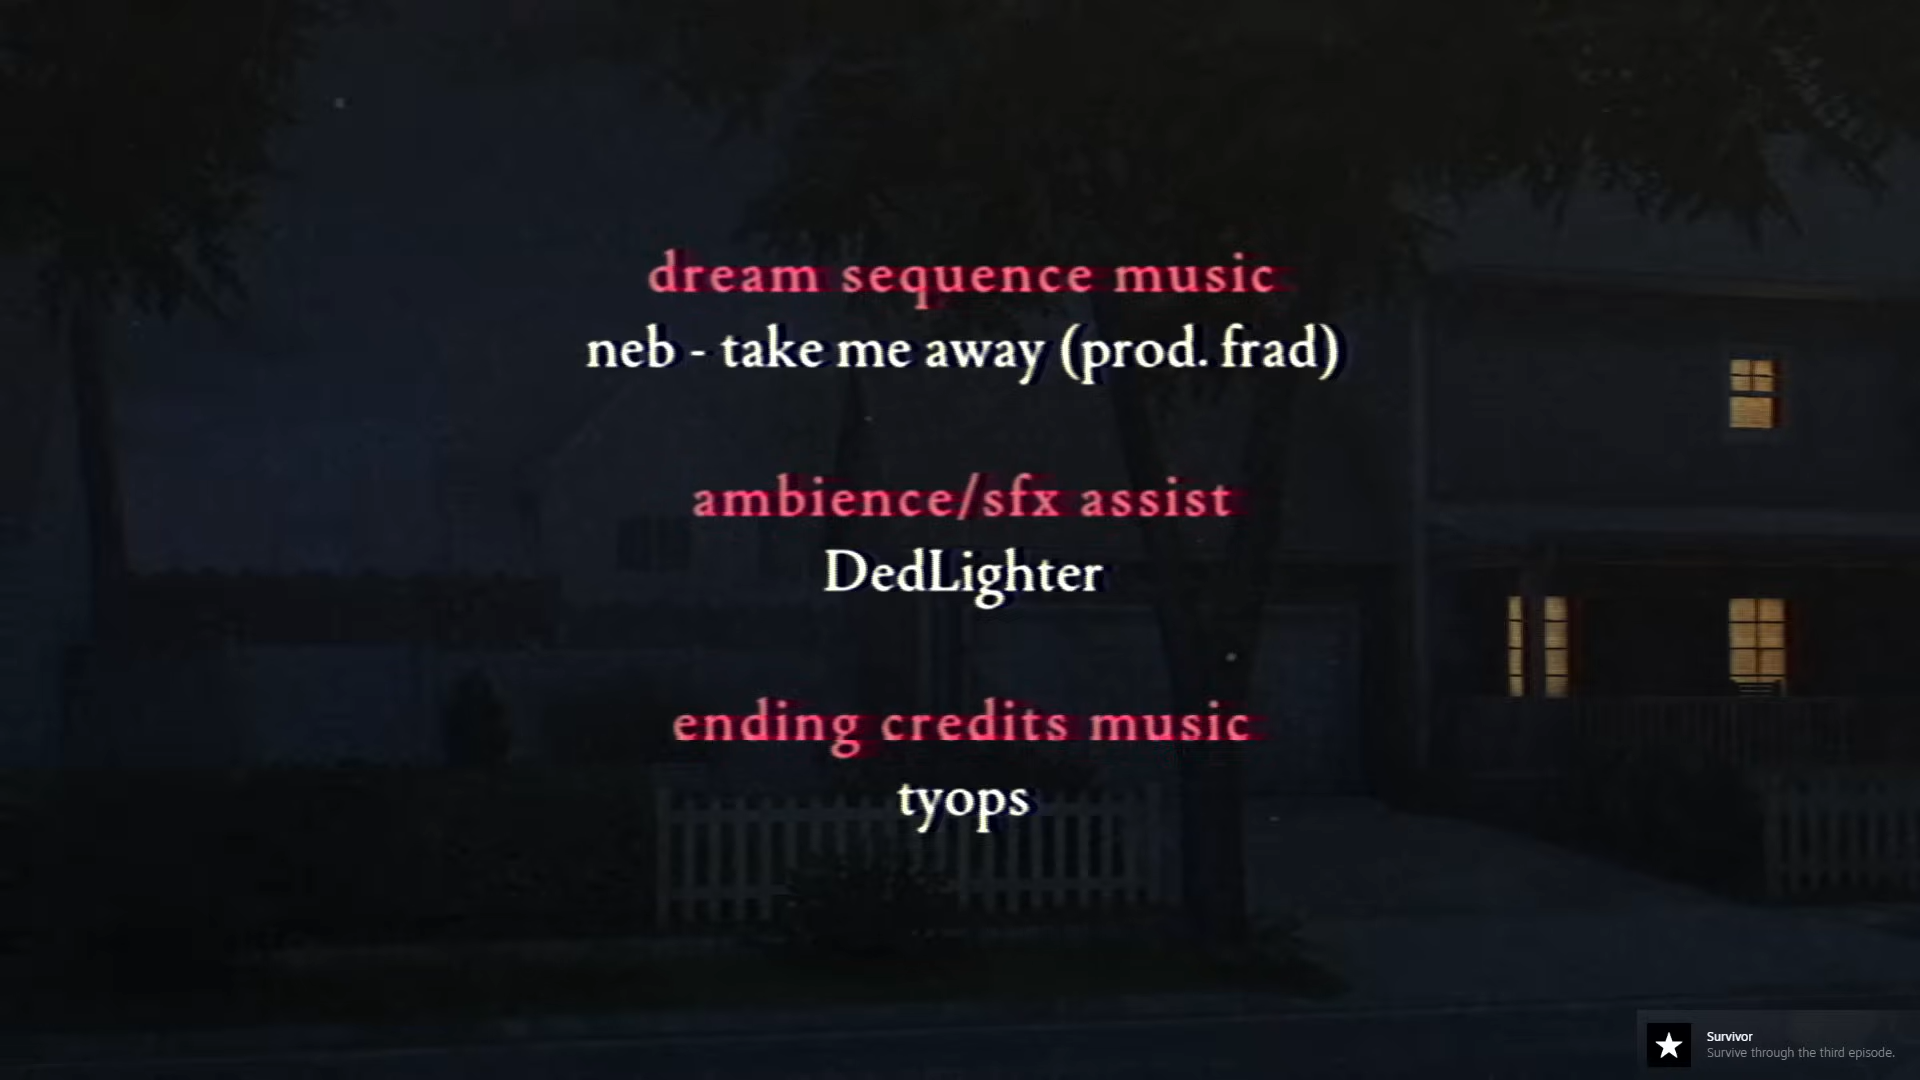 dream sequence music
neb - take me away (prod. frad)
ambience/sfx assist
DedLighter
ending credits music
tyops
Survivor
Survive through the third episode.